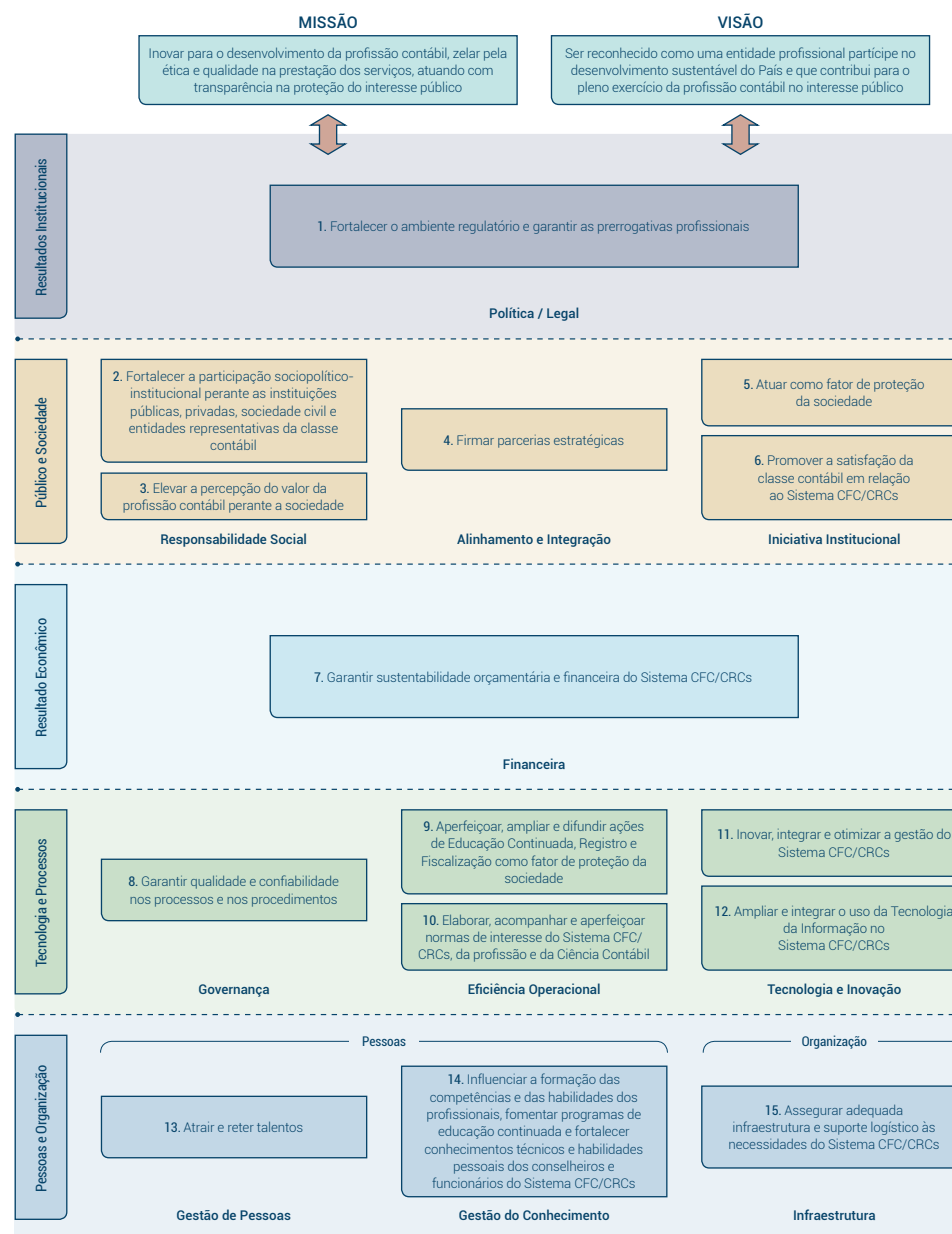 MISSÃO
Inovar para o desenvolvimento da profissão contábil, zelar pela
ética e qualidade na prestação dos serviços, atuando com
transparência na proteção do interesse público
VISÃO
Ser reconhecido como uma entidade profissional partícipe no
desenvolvimento sustentável do País e que contribui para o
pleno exercício da profissão contábil no interesse público
Resultados Institucionais
1. Fortalecer o ambiente regulatório e garantir as prerrogativas profissionais
Política / Legal
Público e Sociedade
2. Fortalecer a participação sociopolítico-
institucional perante as instituições
públicas, privadas, sociedade civil e
entidades representativas da classe
contábil
3. Elevar a percepção do valor da
profissão contábil perante a sociedade
Responsabilidade Social
4. Firmar parcerias estratégicas
Alinhamento e Integração
5. Atuar como fator de proteção
da sociedade
6. Promover a satisfação da
classe contábil em relação
ao Sistema CFC/CRCs
Iniciativa Institucional
Resultado Econômico
7. Garantir sustentabilidade orçamentária e financeira do Sistema CFC/CRCs
Financeira
Tecnologia e Processos
8. Garantir qualidade e confiabilidade
nos processos e nos procedimentos
Governança
9. Aperfeiçoar, ampliar e difundir ações
de Educação Continuada, Registro e
Fiscalização como fator de proteção da
sociedade
10. Elaborar, acompanhar e aperfeiçoar
normas de interesse do Sistema CFC/
CRCs, da profissão e da Ciência Contábil
Eficiência Operacional
11. Inovar, integrar e otimizar a gestão do
Sistema CFC/CRCs
12. Ampliar e integrar o uso da Tecnologia
da Informação no
Sistema CFC/CRCs
Tecnologia e Inovação
Pessoas e Organização
Pessoas
13. Atrair e reter talentos
Gestão de Pessoas
14. Influenciar a formação das
competências e das habilidades dos
profissionais, fomentar programas de
educação continuada e fortalecer
conhecimentos técnicos e habilidades
pessoais dos conselheiros e
funcionários do Sistema CFC/CRCs
Gestão do Conhecimento
Organização
15. Assegurar adequada
infraestrutura e suporte logístico às
necessidades do Sistema CFC/CRCs
Infraestrutura